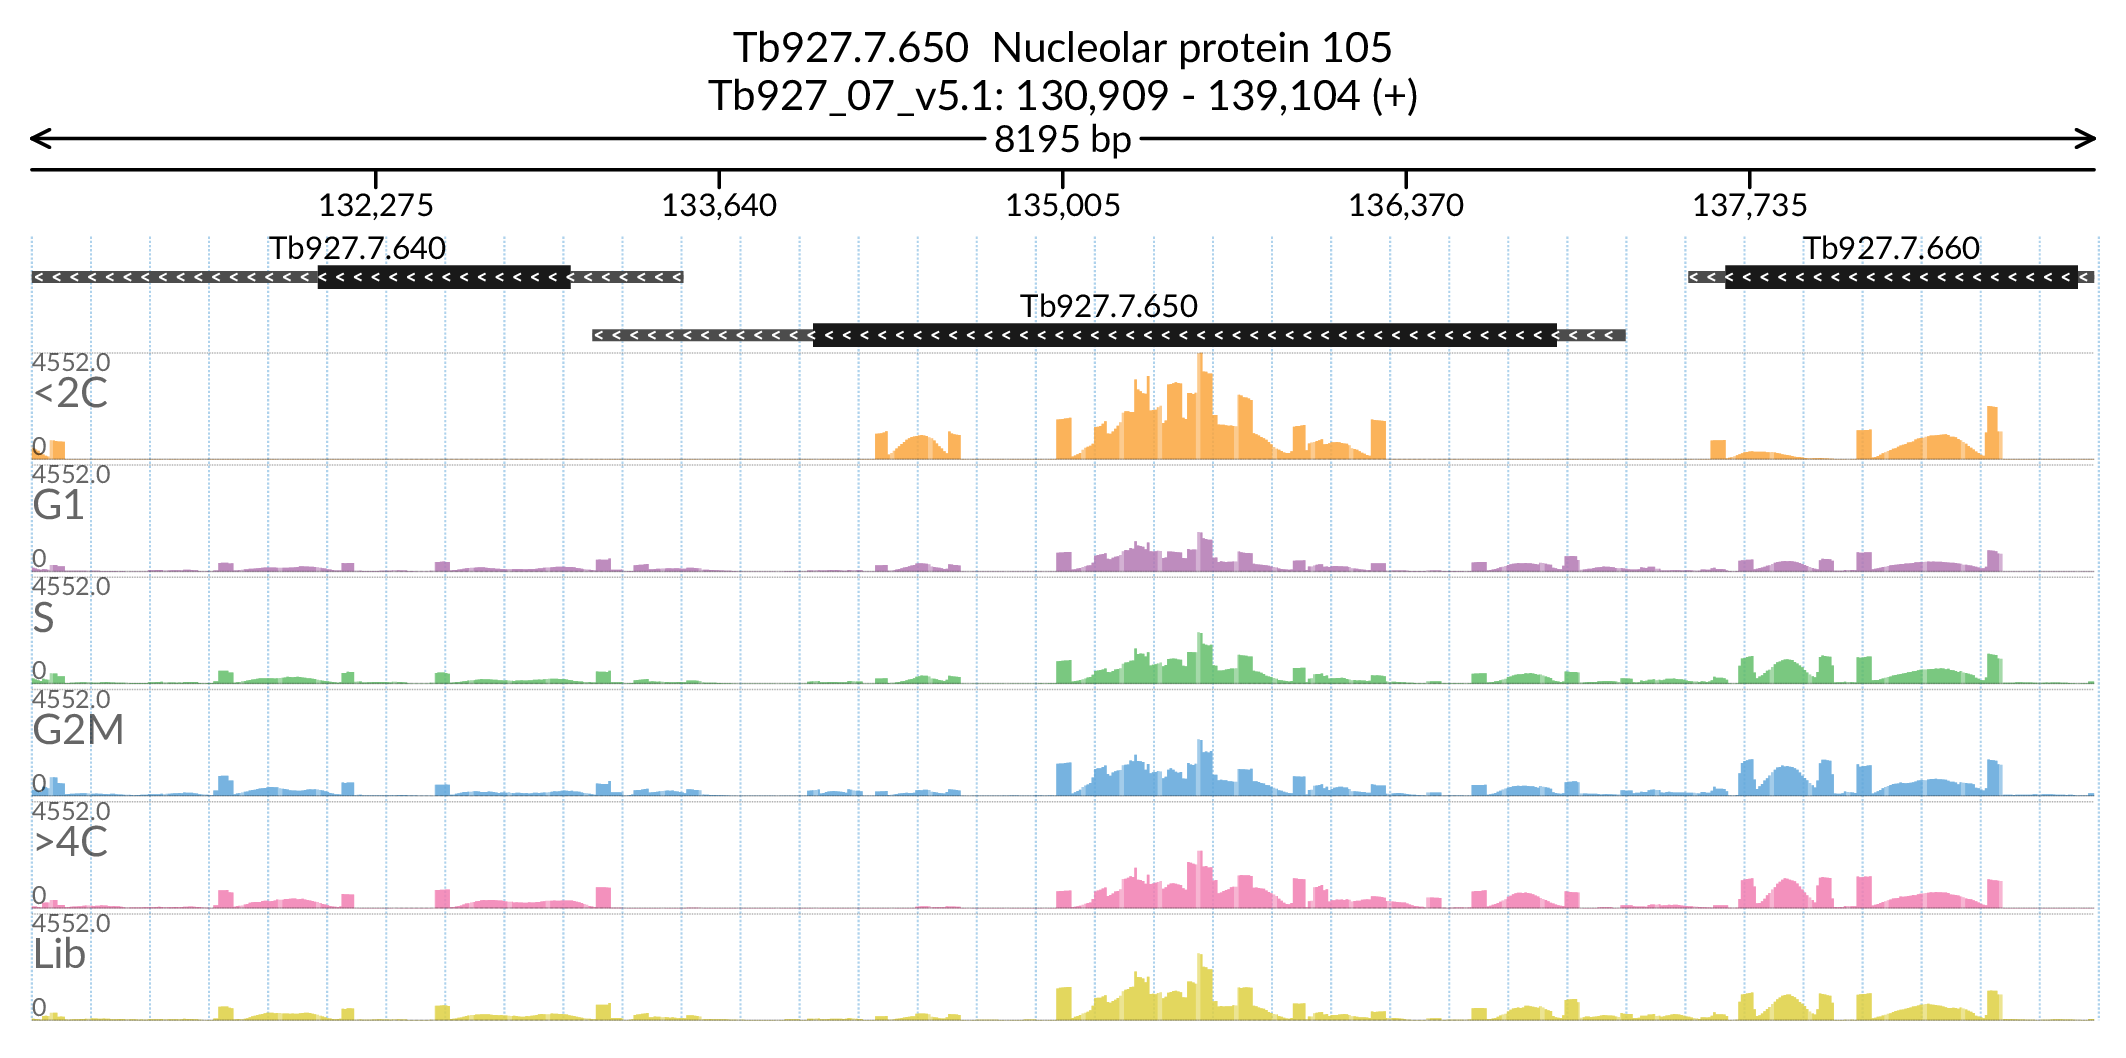 Tb927.7.650  Nucleolar protein 105
Tb927_07_v5.1: 130,909 - 139,104 (+)
8195 bp
132,275 133,640 135,005 136,370 137,735
Tb927.7.640 Tb927.7.660
Tb927.7.650
4552.0
<2C
0
4552.0
G1
0
4552.0
S
0
4552.0
G2M
0
4552.0
>4C
0
4552.0
Lib
0